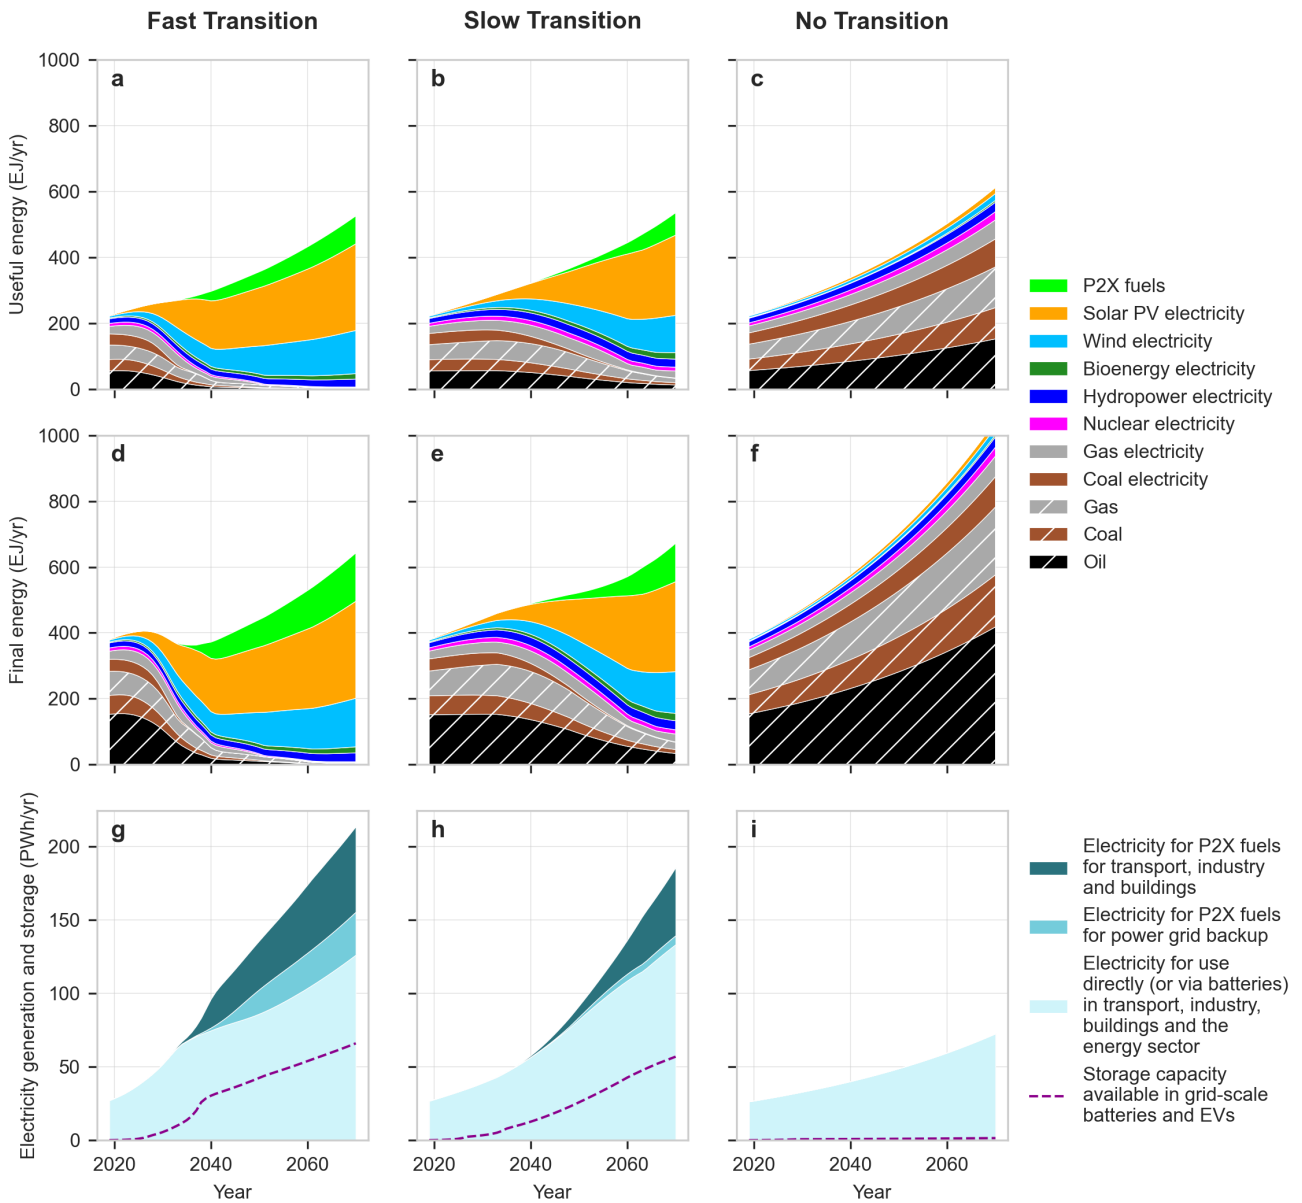 Fast Transition
Slow Transition
No Transition
a
b
c
Useful energy (EJ/yr)
1000
800
600
400
200
0
d
e
f
Final energy (EJ/yr)
1000
800
600
400
200
0
g
h
i
Electricity generation and storage (PWh/yr)
200
150
100
50
0
2020 2040 2060
2020 2040 2060
2020 2040 2060
Year
Year
Year
P2X fuels
Solar PV electricity
Wind electricity
Bioenergy electricity
Hydropower electricity
Nuclear electricity
Gas electricity
Coal electricity
Gas
Coal
Oil
Electricity for P2X fuels
for transport, industry
and buildings
Electricity for P2X fuels
for power grid backup
Electricity for use
directly (or via batteries)
in transport, industry,
buildings and the
energy sector
Storage capacity
available in grid-scale
batteries and EVs